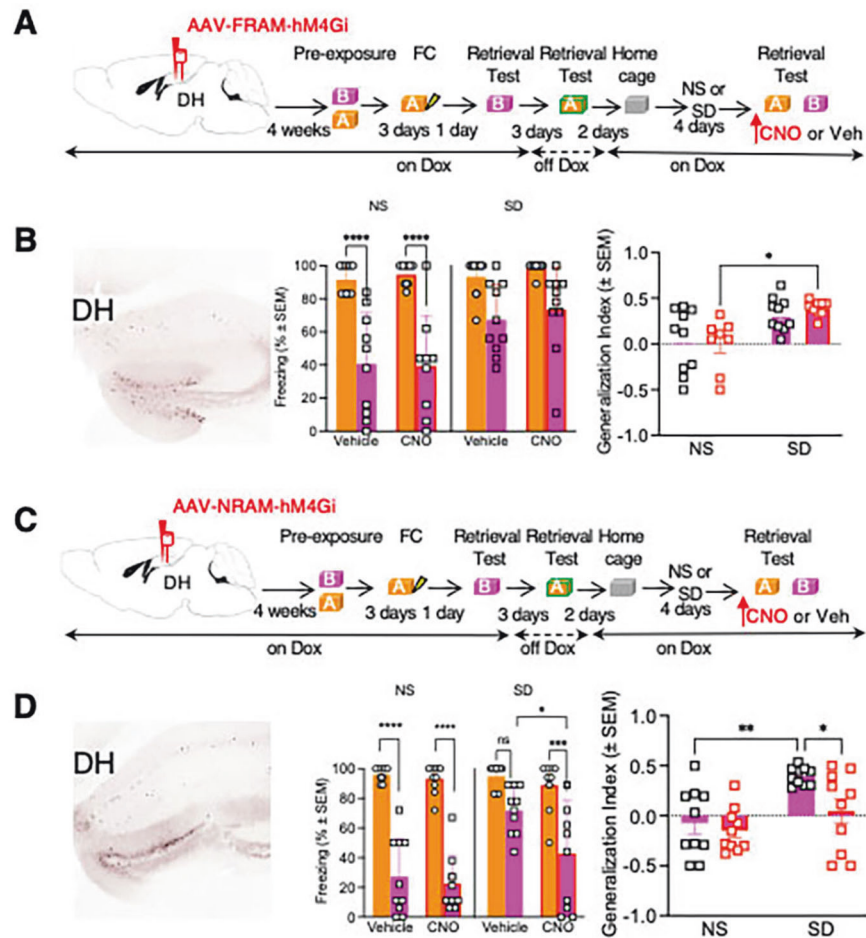 A
AAV-FRAM-hM4Gi
DH
Pre-exposure FC Retrieval Test Retrieval Test Home cage NS or SD Retrieval Test
B A A B A A B
4 weeks 3 days 1 day 3 days 2 days 4 days
CNO or Veh
on Dox off Dox on Dox
B
DH
NS SD
**** ****
Freezing (% ± SEM)
100
80
60
40
20
0
Vehicle CNO Vehicle CNO
Generalization Index (± SEM)
*
1.0
0.5
0.0
-0.5
-1.0
NS SD
C
AAV-NRAM-hM4Gi
DH
Pre-exposure FC Retrieval Test Retrieval Test Home cage NS or SD Retrieval Test
B A A B A A B
4 weeks 3 days 1 day 3 days 2 days 4 days
CNO or Veh
on Dox off Dox on Dox
D
DH
NS SD
**** **** ns * ***
Freezing (% ± SEM)
100
80
60
40
20
0
Vehicle CNO Vehicle CNO
Generalization Index (± SEM)
** *
1.0
0.5
0.0
-0.5
-1.0
NS SD